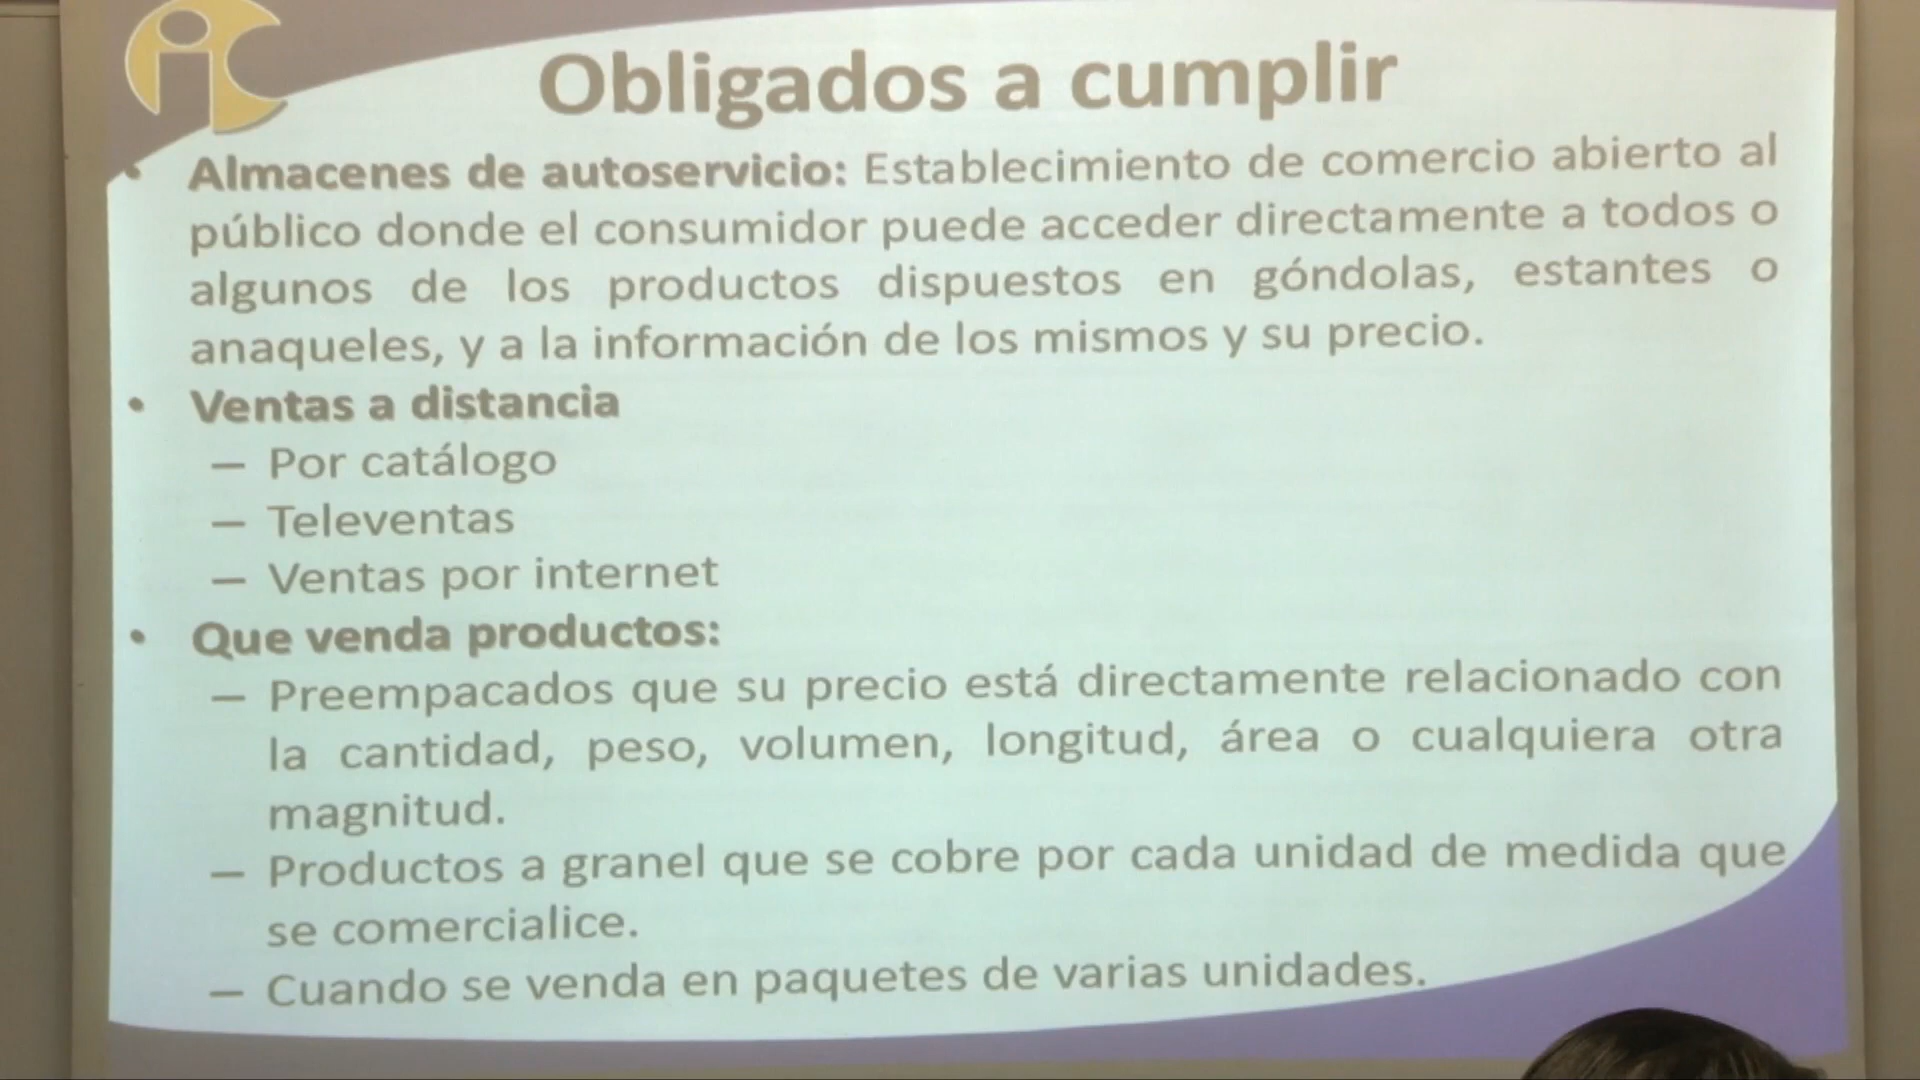 Obligados a cumplir
• Almacenes de autoservicio: Establecimiento de comercio abierto al
público donde el consumidor puede acceder directamente a todos o
algunos de los productos dispuestos en góndolas, estantes o
anaqueles, y a la información de los mismos y su precio.
• Ventas a distancia
– Por catálogo
– Televentas
– Ventas por internet
• Que venda productos:
– Preempacados que su precio está directamente relacionado con
la cantidad, peso, volumen, longitud, área o cualquiera otra
magnitud.
– Productos a granel que se cobre por cada unidad de medida que
se comercialice.
– Cuando se venda en paquetes de varias unidades.